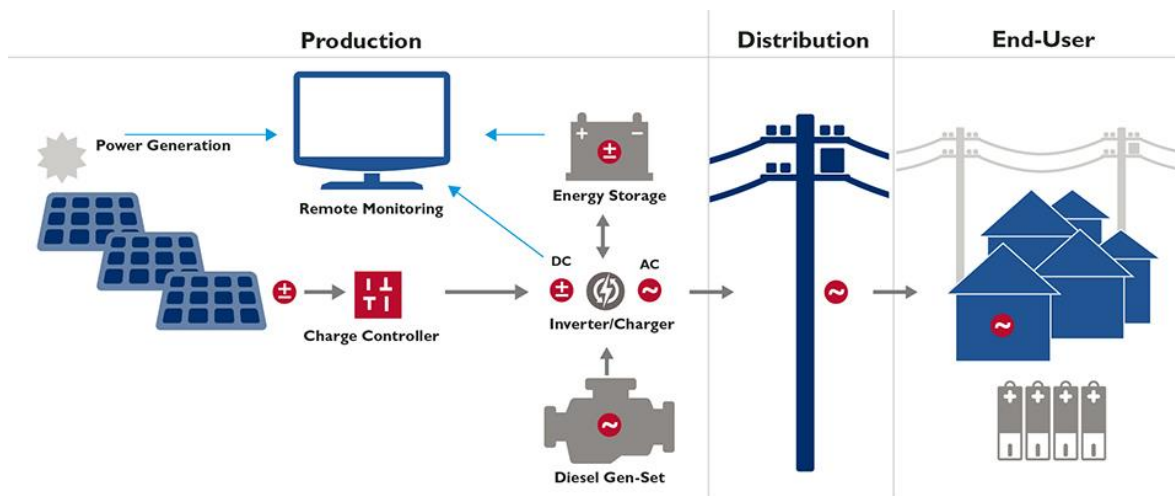 Production
Distribution
End-User
Power Generation
Remote Monitoring
Energy Storage
DC
AC
Charge Controller
Inverter/Charger
Diesel Gen-Set